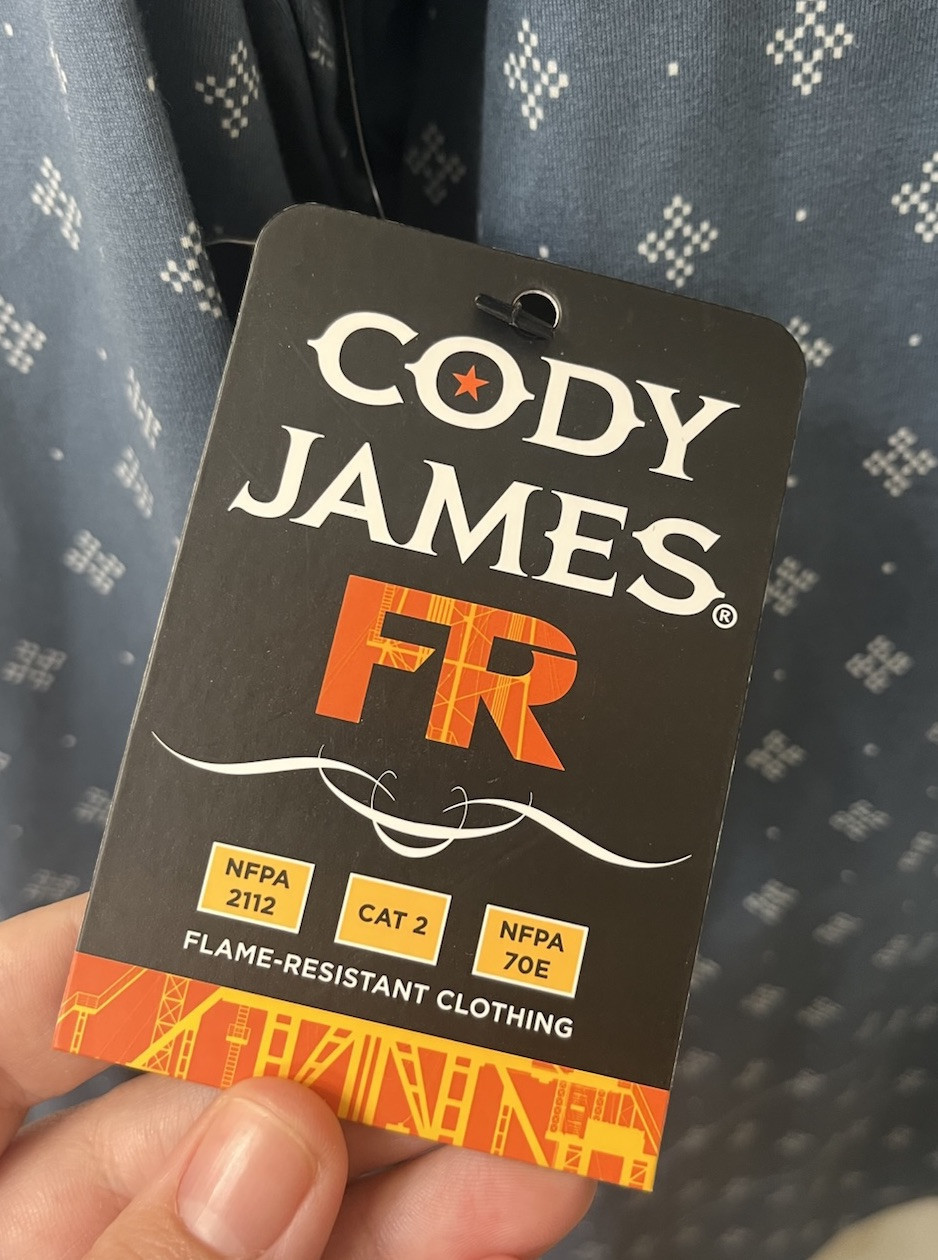 CODY
JAMES®
FR
NFPA
2112
CAT 2
NFPA
70E
FLAME-RESISTANT CLOTHING